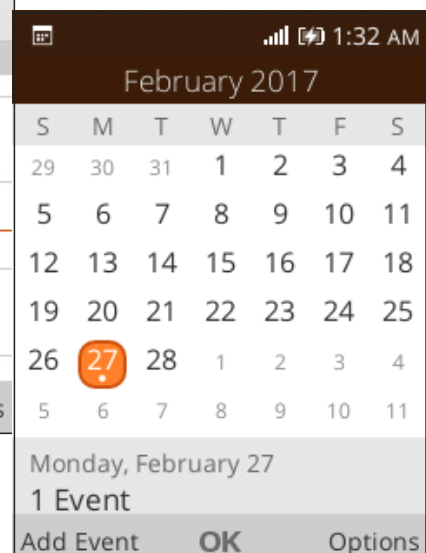 1:32 AM
February 2017
S M T W T F S
29 30 31 1 2 3 4
5 6 7 8 9 10 11
12 13 14 15 16 17 18
19 20 21 22 23 24 25
26 27 28 1 2 3 4
s 5 6 7 8 9 10 11
Monday, February 27
1 Event
Add Event OK Options